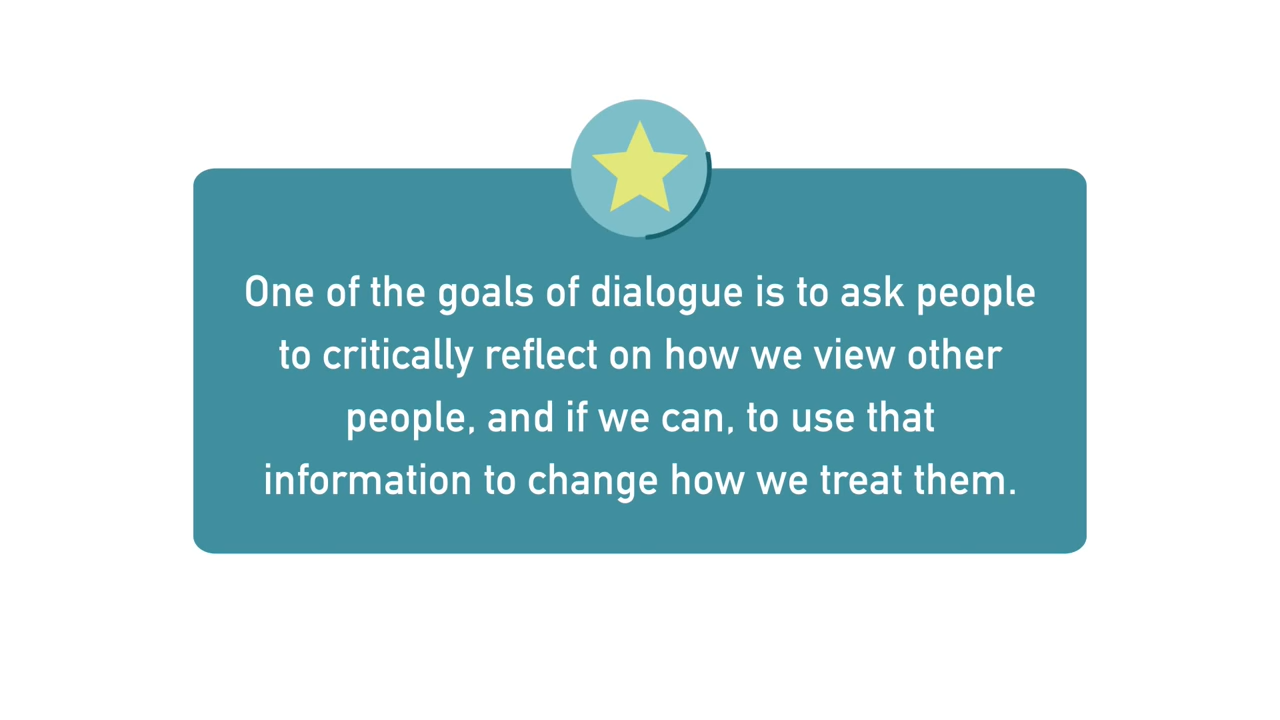 One of the goals of dialogue is to ask people
to critically reflect on how we view other
people, and if we can, to use that
information to change how we treat them.